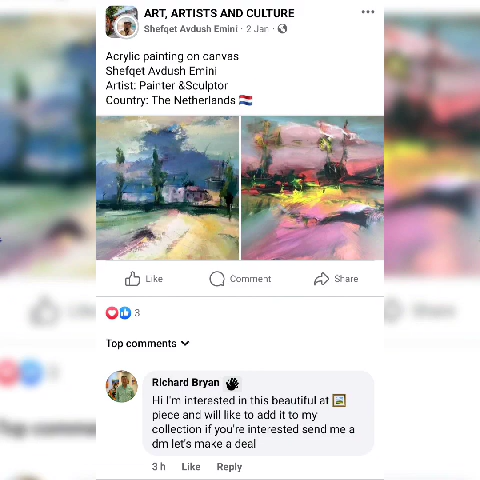 ART, ARTISTS AND CULTURE
Shefqet Avdush Emini · 2 Jan ·
Acrylic painting on canvas
Shefqet Avdush Emini
Artist: Painter &Sculptor
Country: The Netherlands 🇳🇱
Like Comment Share
3
Top comments
Richard Bryan
Hi I'm interested in this beautiful at 🖼️
piece and will like to add it to my
collection if you're interested send me a
dm let's make a deal
3 h Like Reply